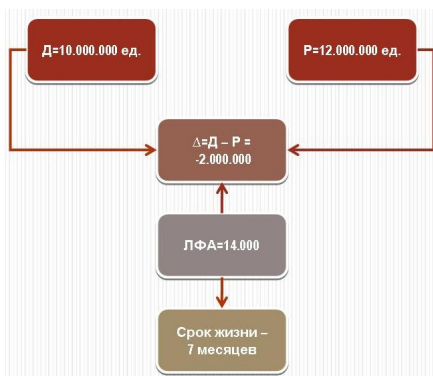 Д=10.000.000 ед.
Р=12.000.000 ед.
Δ=Д – Р =
-2.000.000
ЛФА=14.000
Срок жизни –
7 месяцев